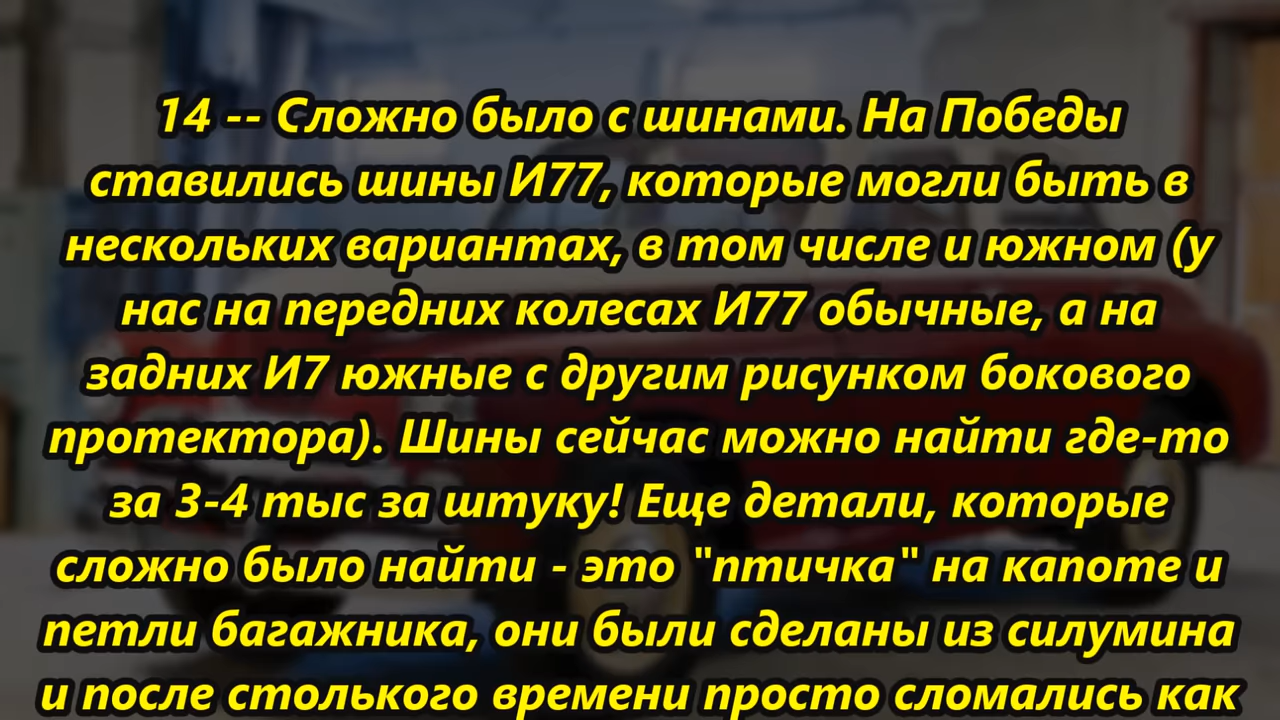 14 -- Сложно было с шинами. На Победы
ставились шины И77, которые могли быть в
нескольких вариантах, в том числе и южном (у
нас на передних колесах И77 обычные, а на
задних И7 южные с другим рисунком бокового
протектора). Шины сейчас можно найти где-то
за 3-4 тыс за штуку! Еще детали, которые
сложно было найти - это "птичка" на капоте и
петли багажника, они были сделаны из силумина
и после столького времени просто сломались как